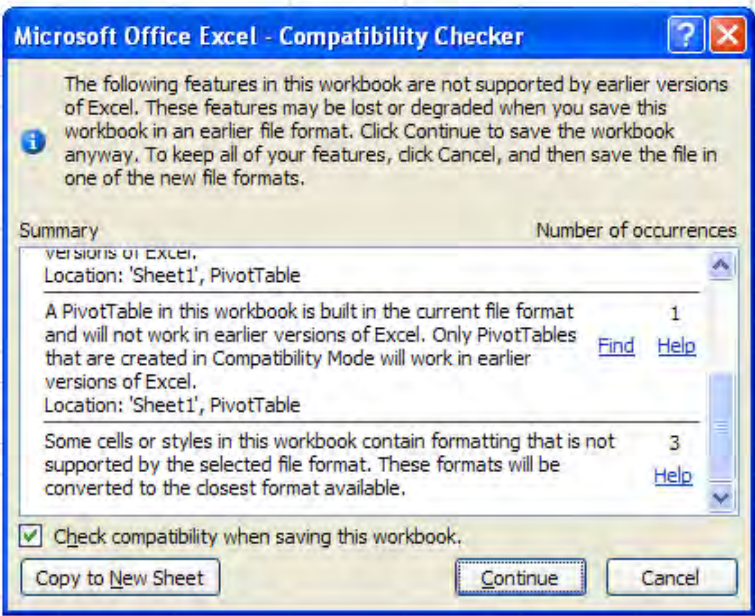 Microsoft Office Excel - Compatibility Checker
The following features in this workbook are not supported by earlier versions
of Excel. These features may be lost or degraded when you save this
workbook in an earlier file format. Click Continue to save the workbook
anyway. To keep all of your features, click Cancel, and then save the file in
one of the new file formats.
Summary Number of occurrences
versions of Excel.
Location: 'Sheet1', PivotTable
A PivotTable in this workbook is built in the current file format 1
and will not work in earlier versions of Excel. Only PivotTables
that are created in Compatibility Mode will work in earlier Find Help
versions of Excel.
Location: 'Sheet1', PivotTable
Some cells or styles in this workbook contain formatting that is not 3
supported by the selected file format. These formats will be Help
converted to the closest format available.
Check compatibility when saving this workbook.
Copy to New Sheet Continue Cancel